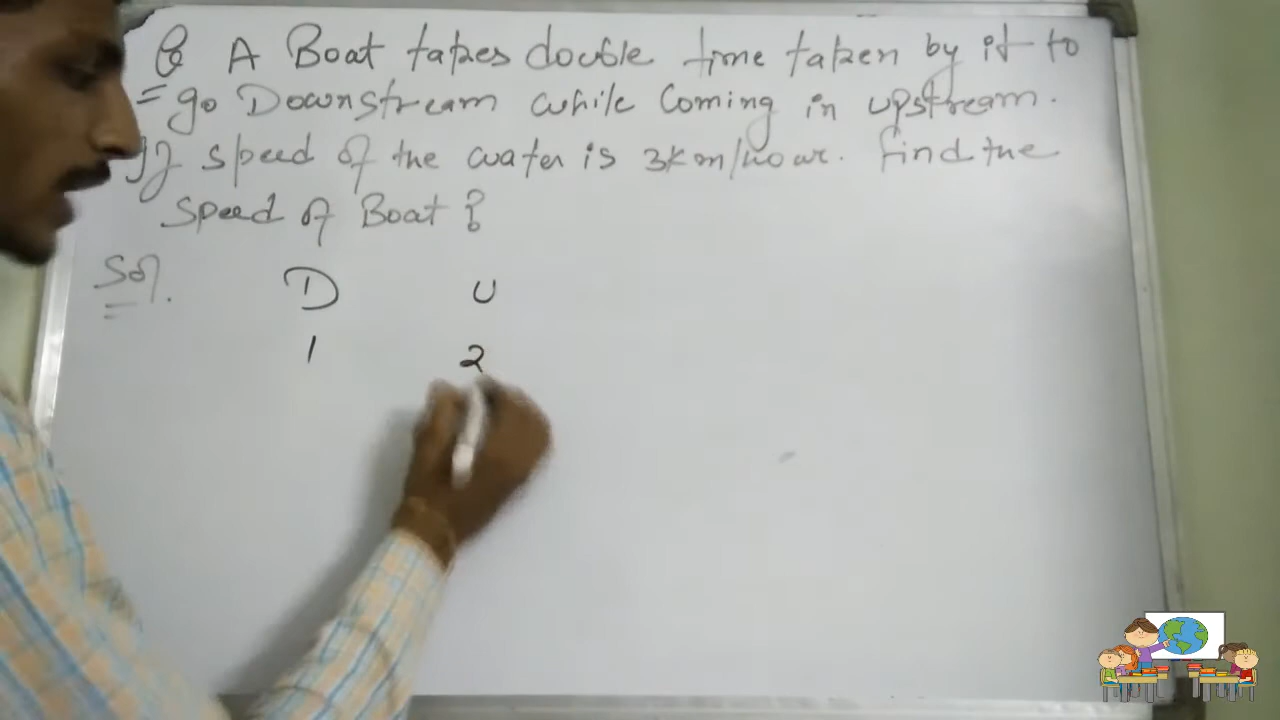 Q A Boat takes double time taken by it to
go Downstream while Coming in upstream.
If speed of the water is 3km/hour. find the
Speed of Boat ?
Sol.
D U
1 2